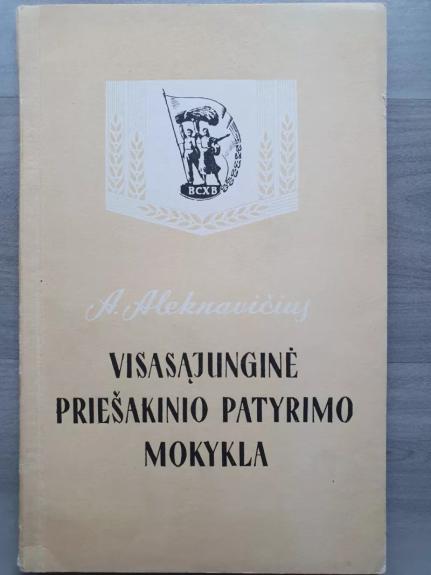 ВСХВ
A. Aleknavičius
VISASĄJUNGINĖ
PRIEŠAKINIO PATYRIMO
MOKYKLA